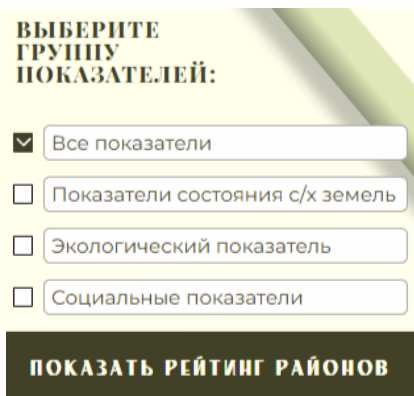 ВЫБЕРИТЕ
ГРУППУ
ПОКАЗАТЕЛЕЙ:
Все показатели
Показатели состояния с/х земель
Экологический показатель
Социальные показатели
ПОКАЗАТЬ РЕЙТИНГ РАЙОНОВ